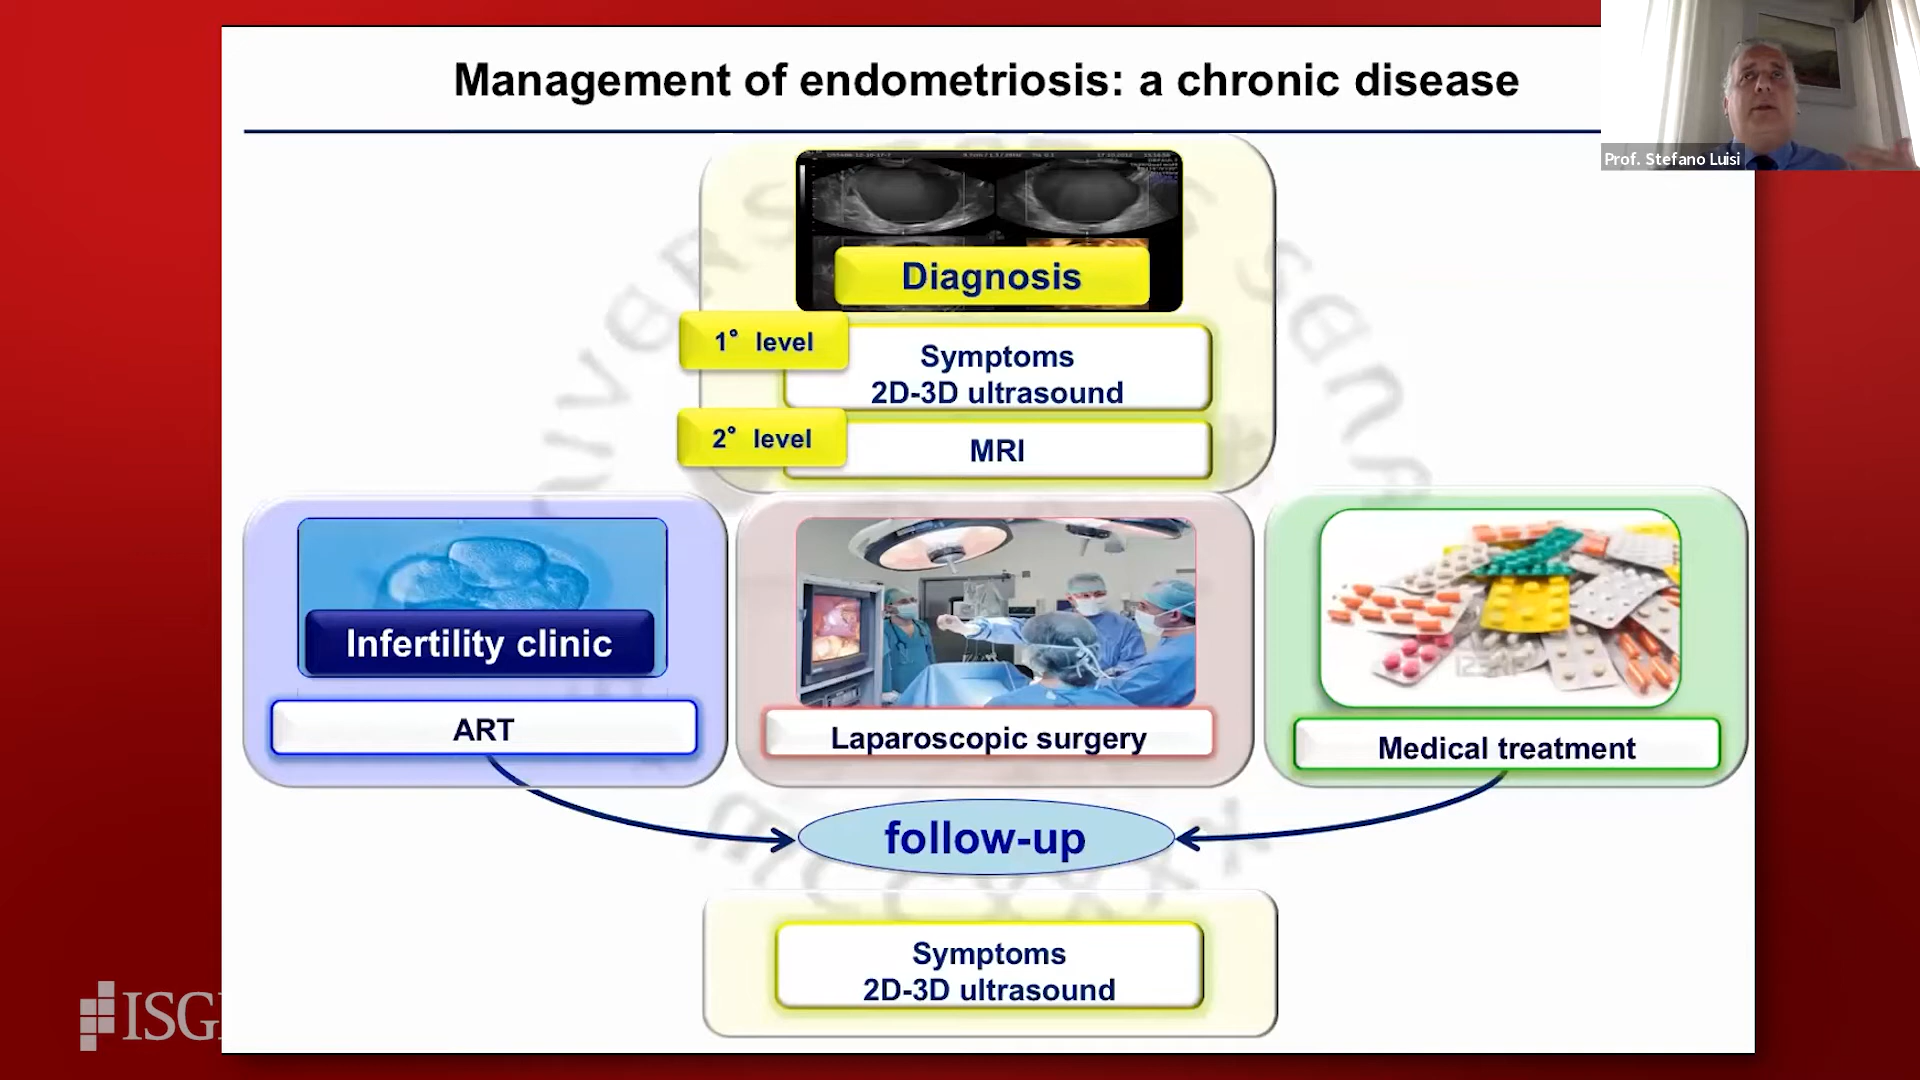 Management of endometriosis: a chronic disease
Prof. Stefano Luisi
Diagnosis
1° level
Symptoms
2D-3D ultrasound
2° level
MRI
Infertility clinic
ART
Laparoscopic surgery
Medical treatment
follow-up
Symptoms
2D-3D ultrasound
ISG